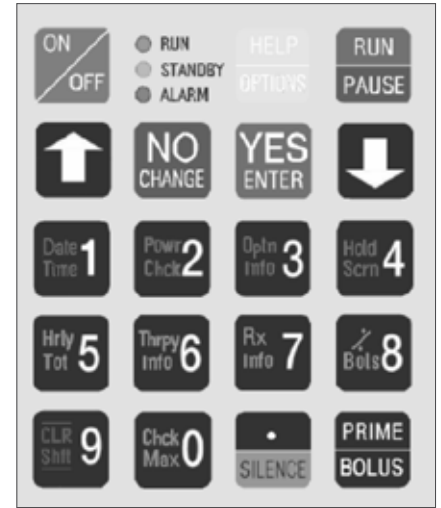 ON
OFF
RUN
STANDBY
ALARM
HELP
OPTIONS
RUN
PAUSE
NO
CHANGE
YES
ENTER
Date
Time
1
Powr
Chck
2
Optn
Info
3
Hold
Scrn
4
Hrly
Tot
5
Thrpy
Info
6
Rx
Info
7
Bols
8
CLR
Shft
9
Chck
Max
0
.
SILENCE
PRIME
BOLUS